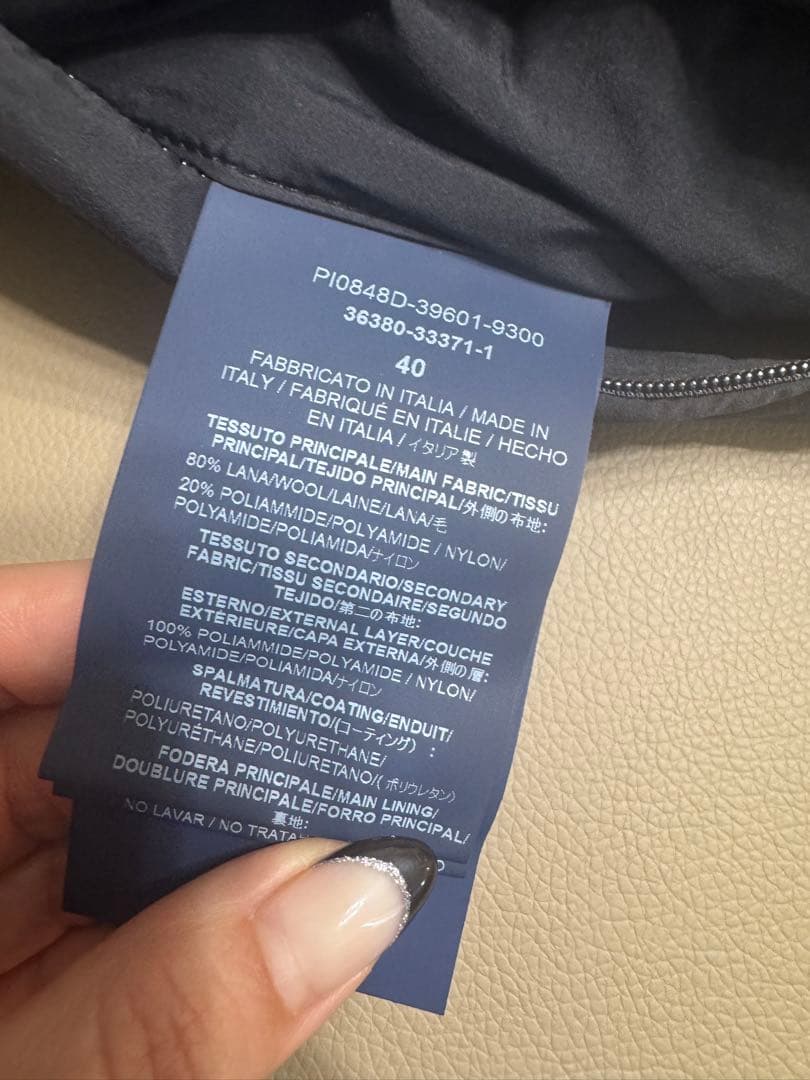 PI0848D-39601-9300
36380-33371-1
40
FABBRICATO IN ITALIA / MADE IN
ITALY / FABRIQUÉ EN ITALIE / HECHO
EN ITALIA / イタリア製
TESSUTO PRINCIPALE/MAIN FABRIC/TISSU
PRINCIPAL/TEJIDO PRINCIPAL/外側の布地:
80% LANA/WOOL/LAINE/LANA/毛
20% POLIAMMIDE/POLYAMIDE / NYLON/
POLYAMIDE/POLIAMIDA/ナイロン
TESSUTO SECONDARIO/SECONDARY
FABRIC/TISSU SECONDAIRE/SEGUNDO
TEJIDO/第二の布地:
ESTERNO/EXTERNAL LAYER/COUCHE
EXTÉRIEURE/CAPA EXTERNA/外側の層:
100% POLIAMMIDE/POLYAMIDE / NYLON/
POLYAMIDE/POLIAMIDA/ナイロン
SPALMATURA/COATING/ENDUIT/
REVESTIMIENTO/(コーティング) :
POLIURETANO/POLYURETHANE/
POLYURÉTHANE/POLIURETANO/(ポリウレタン)
FODERA PRINCIPALE/MAIN LINING/
DOUBLURE PRINCIPALE/FORRO PRINCIPAL/
裏地:
NO LAVAR / NO